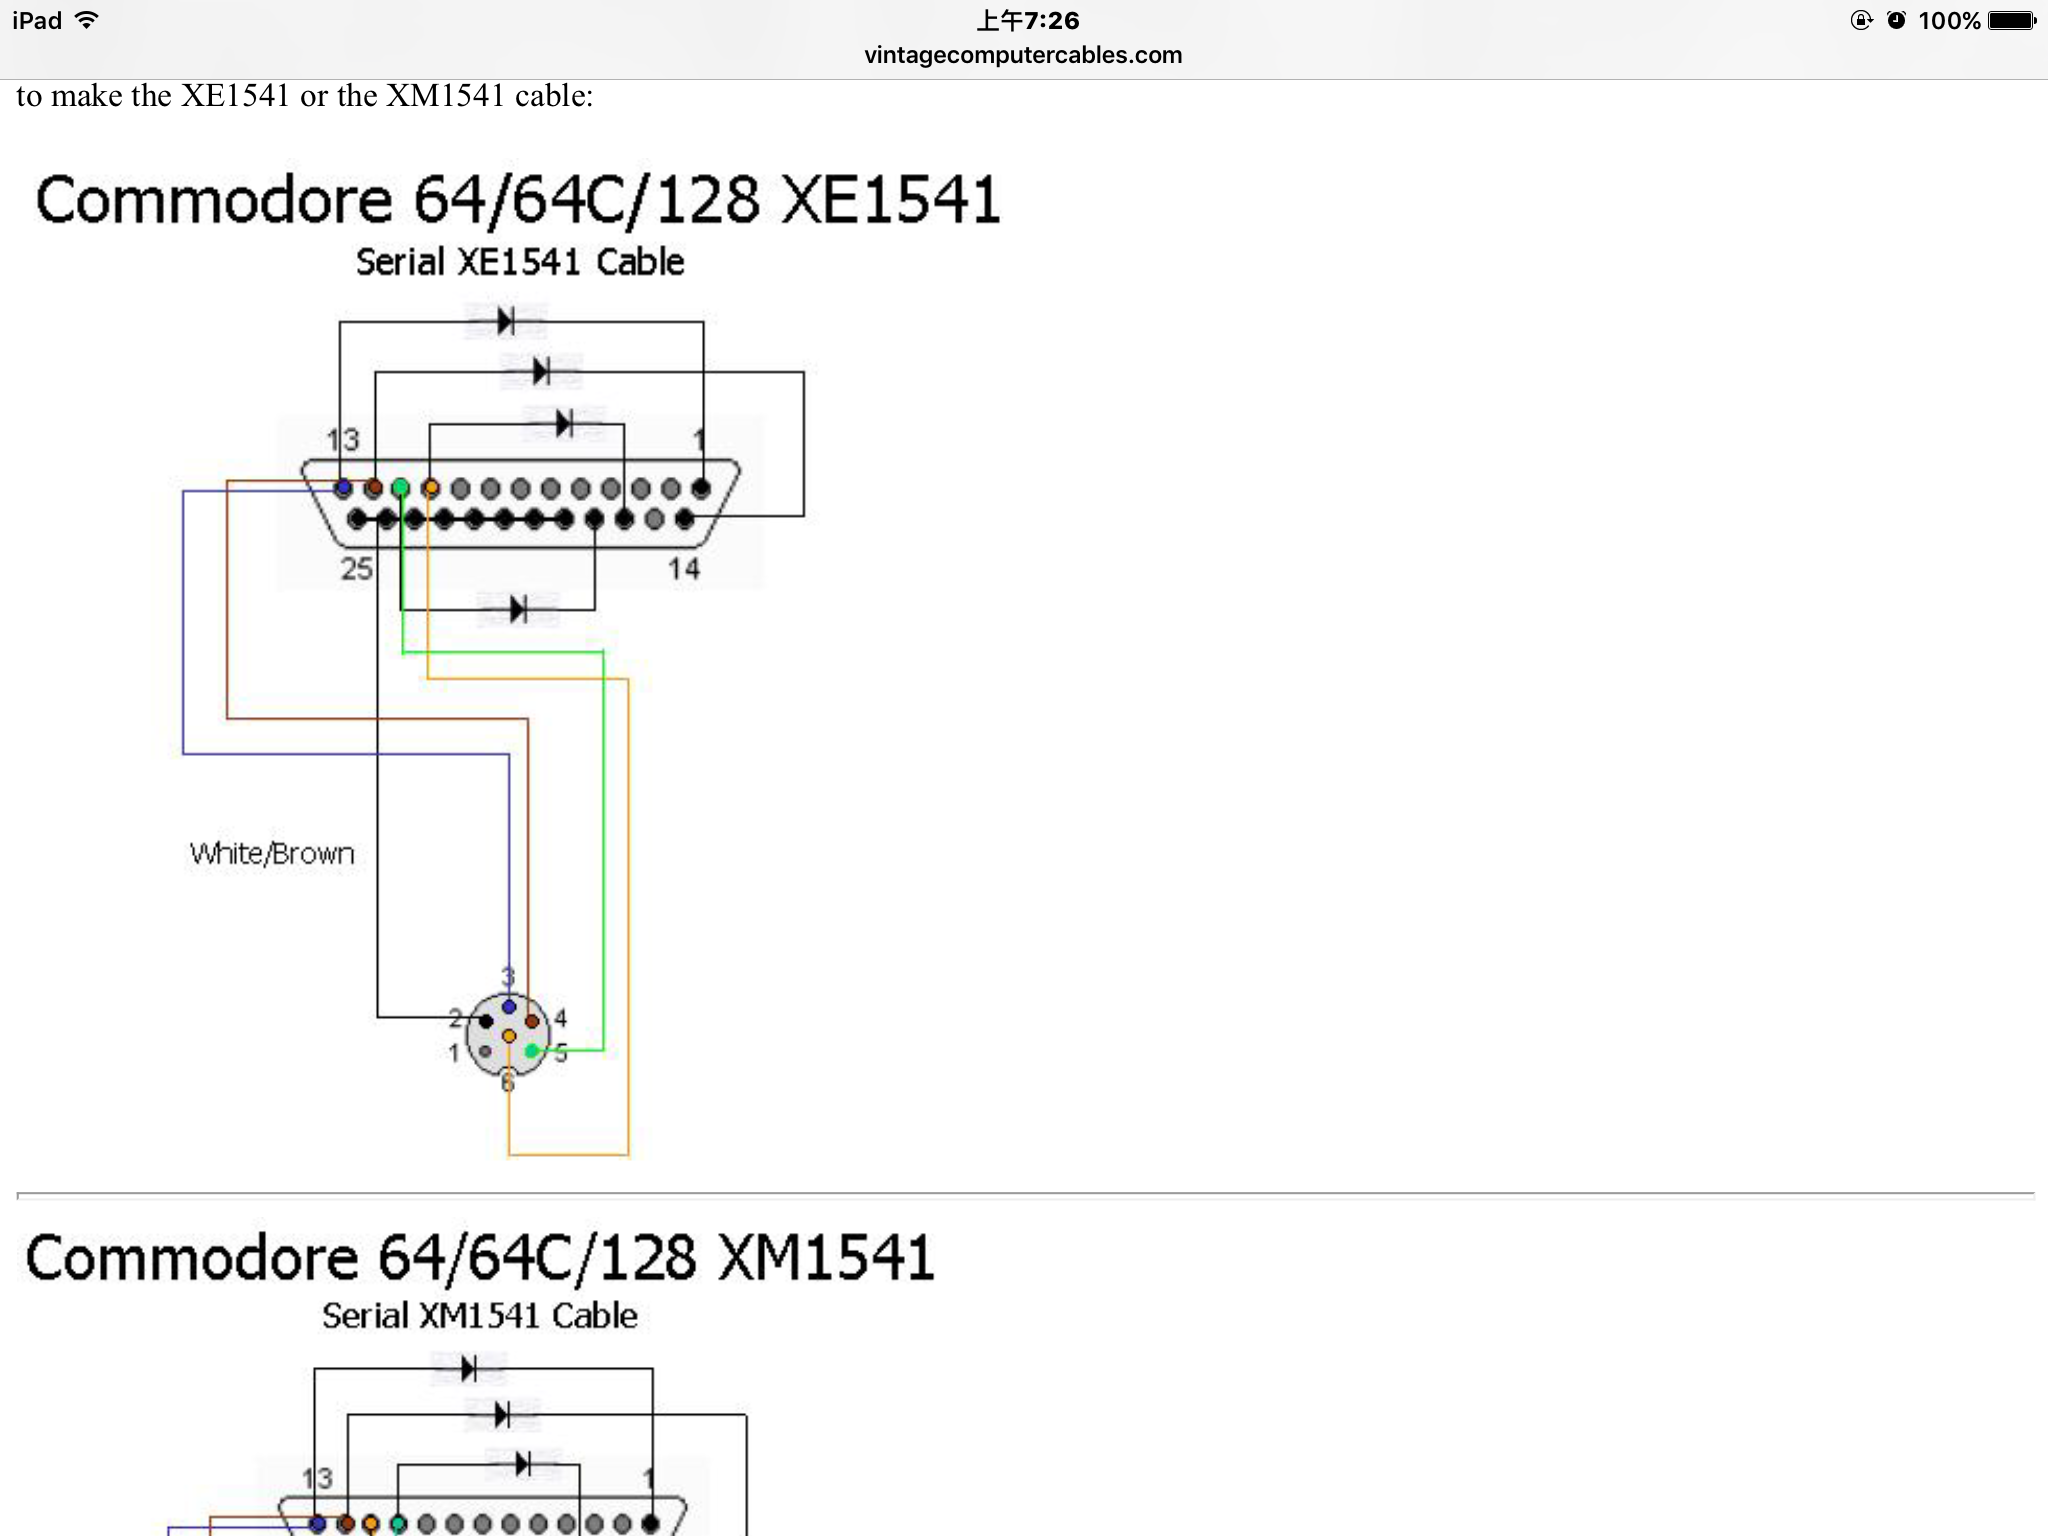 iPad 上午7:26 100%
vintagecomputercables.com
to make the XE1541 or the XM1541 cable:
Commodore 64/64C/128 XE1541
Serial XE1541 Cable
13 1
25 14
White/Brown
3
2 4
1 5
6
Commodore 64/64C/128 XM1541
Serial XM1541 Cable
13 1